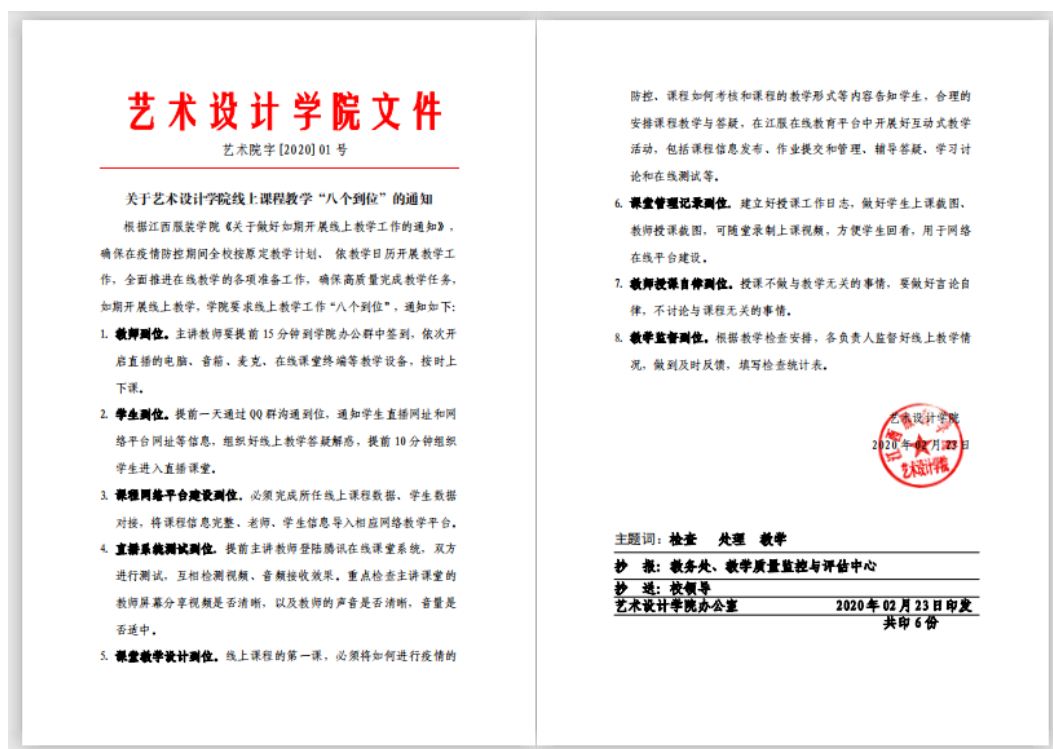 艺术设计学院文件
艺术院字[2020]01号
关于艺术设计学院线上课程教学“八个到位”的通知
根据江西服装学院《关于做好如期开展线上教学工作的通知》，
确保在疫情防控期间全校按原定教学计划、依教学日历开展教学工
作，全面推进在线教学的各项准备工作，确保高质量完成教学任务，
如期开展线上教学，学院要求线上教学工作“八个到位”，通知如下：
1. 教师到位。主讲教师要提前15分钟到学院办公群中签到，依次开
启直播的电脑、音箱、麦克、在线课堂终端等教学设备，按时上
下课。
2. 学生到位。提前一天通过QQ群沟通到位，通知学生直播网址和网
络平台网址等信息，组织好线上教学答疑解惑，提前10分钟组织
学生进入直播课堂。
3. 课程网络平台建设到位。必须完成所任线上课程数据、学生数据
对接，将课程信息完整、老师、学生信息导入相应网络教学平台。
4. 直播系统测试到位。提前主讲教师登陆腾讯在线课堂系统，双方
进行测试，互相检测视频、音频接收效果。重点检查主讲课堂的
教师屏幕分享视频是否清晰，以及教师的声音是否清晰，音量是
否适中。
5. 课堂教学设计到位。线上课程的第一课，必须将如何进行疫情的
防控、课程如何考核和课程的教学形式等内容告知学生，合理的
安排课程教学与答疑，在江服在线教育平台中开展好互动式教学
活动，包括课程信息发布、作业提交和管理、辅导答疑、学习讨
论和在线测试等。
6. 课堂管理记录到位。建立好授课工作日志，做好学生上课截图、
教师授课截图，可随堂录制上课视频，方便学生回看，用于网络
在线平台建设。
7. 教师授课自律到位。授课不做与教学无关的事情，要做好言论自
律，不讨论与课程无关的事情。
8. 教学监督到位。根据教学检查安排，各负责人监督好线上教学情
况，做到及时反馈，填写检查统计表。
艺术设计学院
2020年02月23日
江西服装学院
艺术设计学院
主题词：检查 处理 教学
抄 报：教务处、教学质量监控与评估中心
抄 送：校领导
艺术设计学院办公室 2020年02月23日印发
共印6份